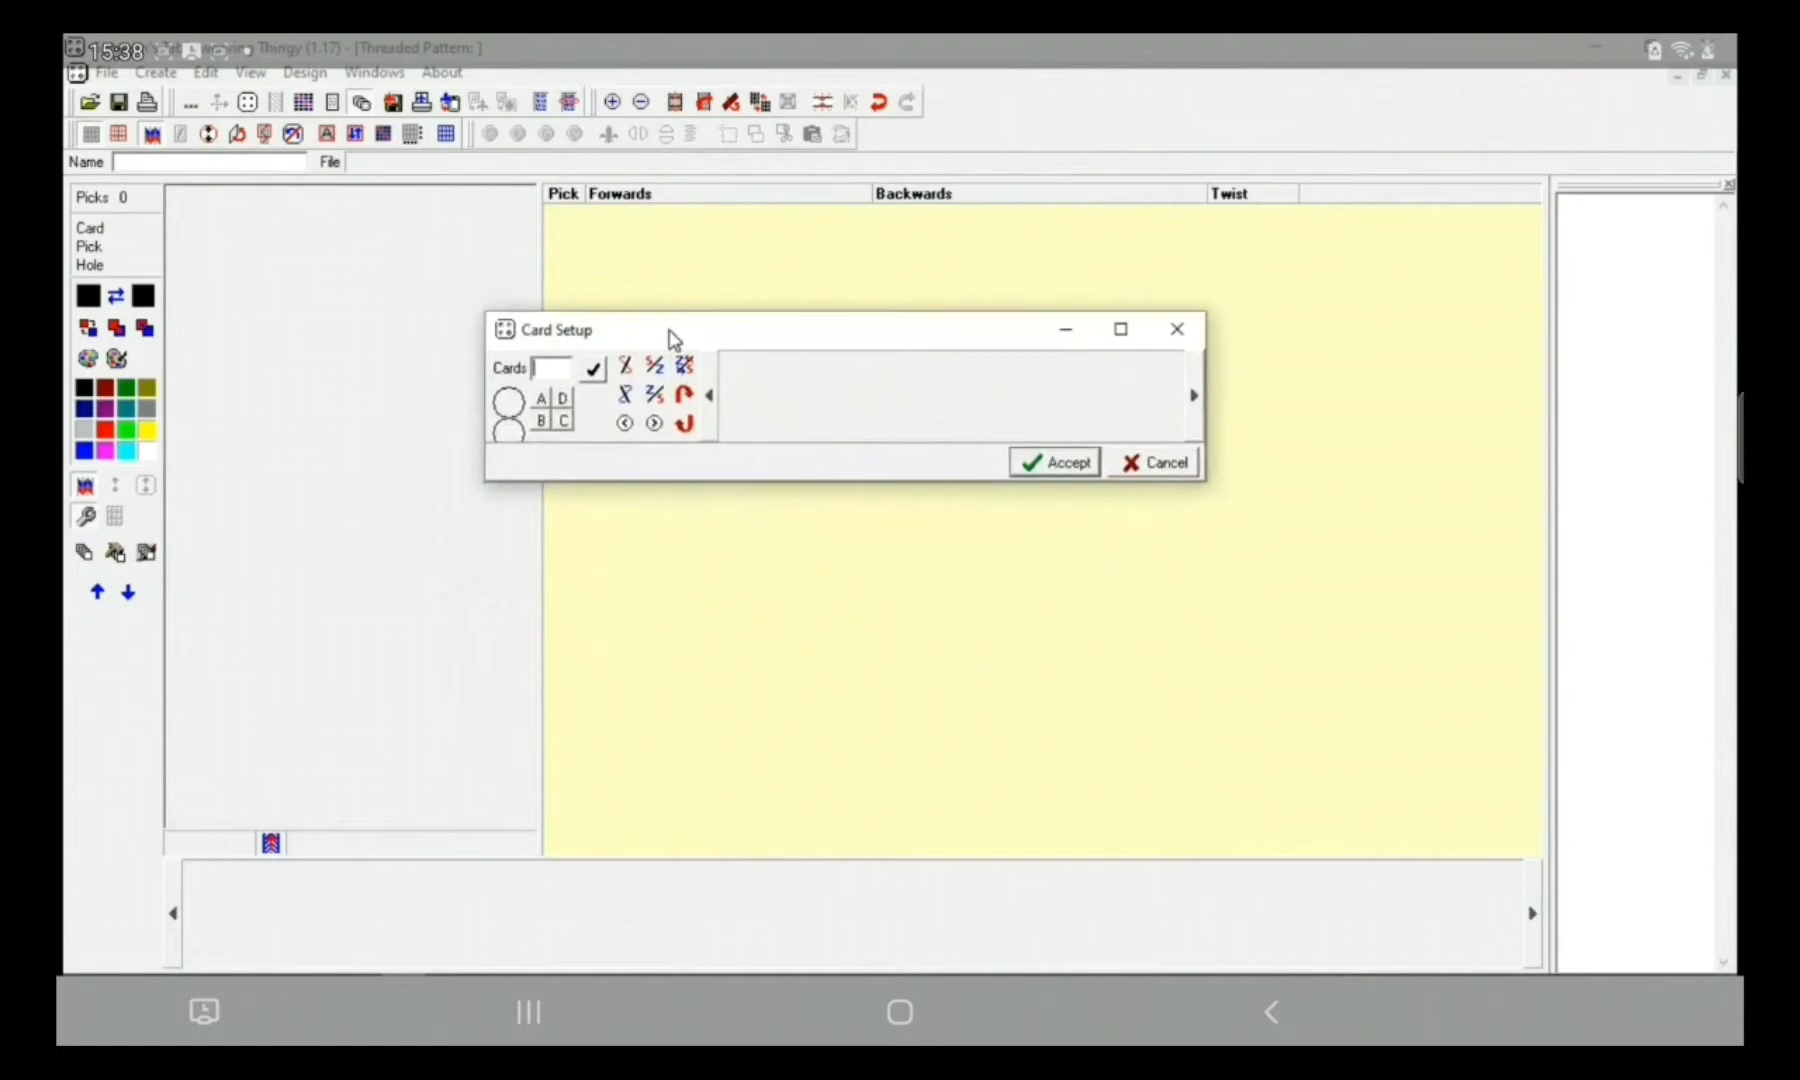 15:38
Thingy (1.17) - [Threaded Pattern: ]
File Create Edit View Design Windows About
Name File
Picks 0
Pick Forwards Backwards Twist
Card
Pick
Hole
Card Setup
Cards
A D
B C
Accept Cancel